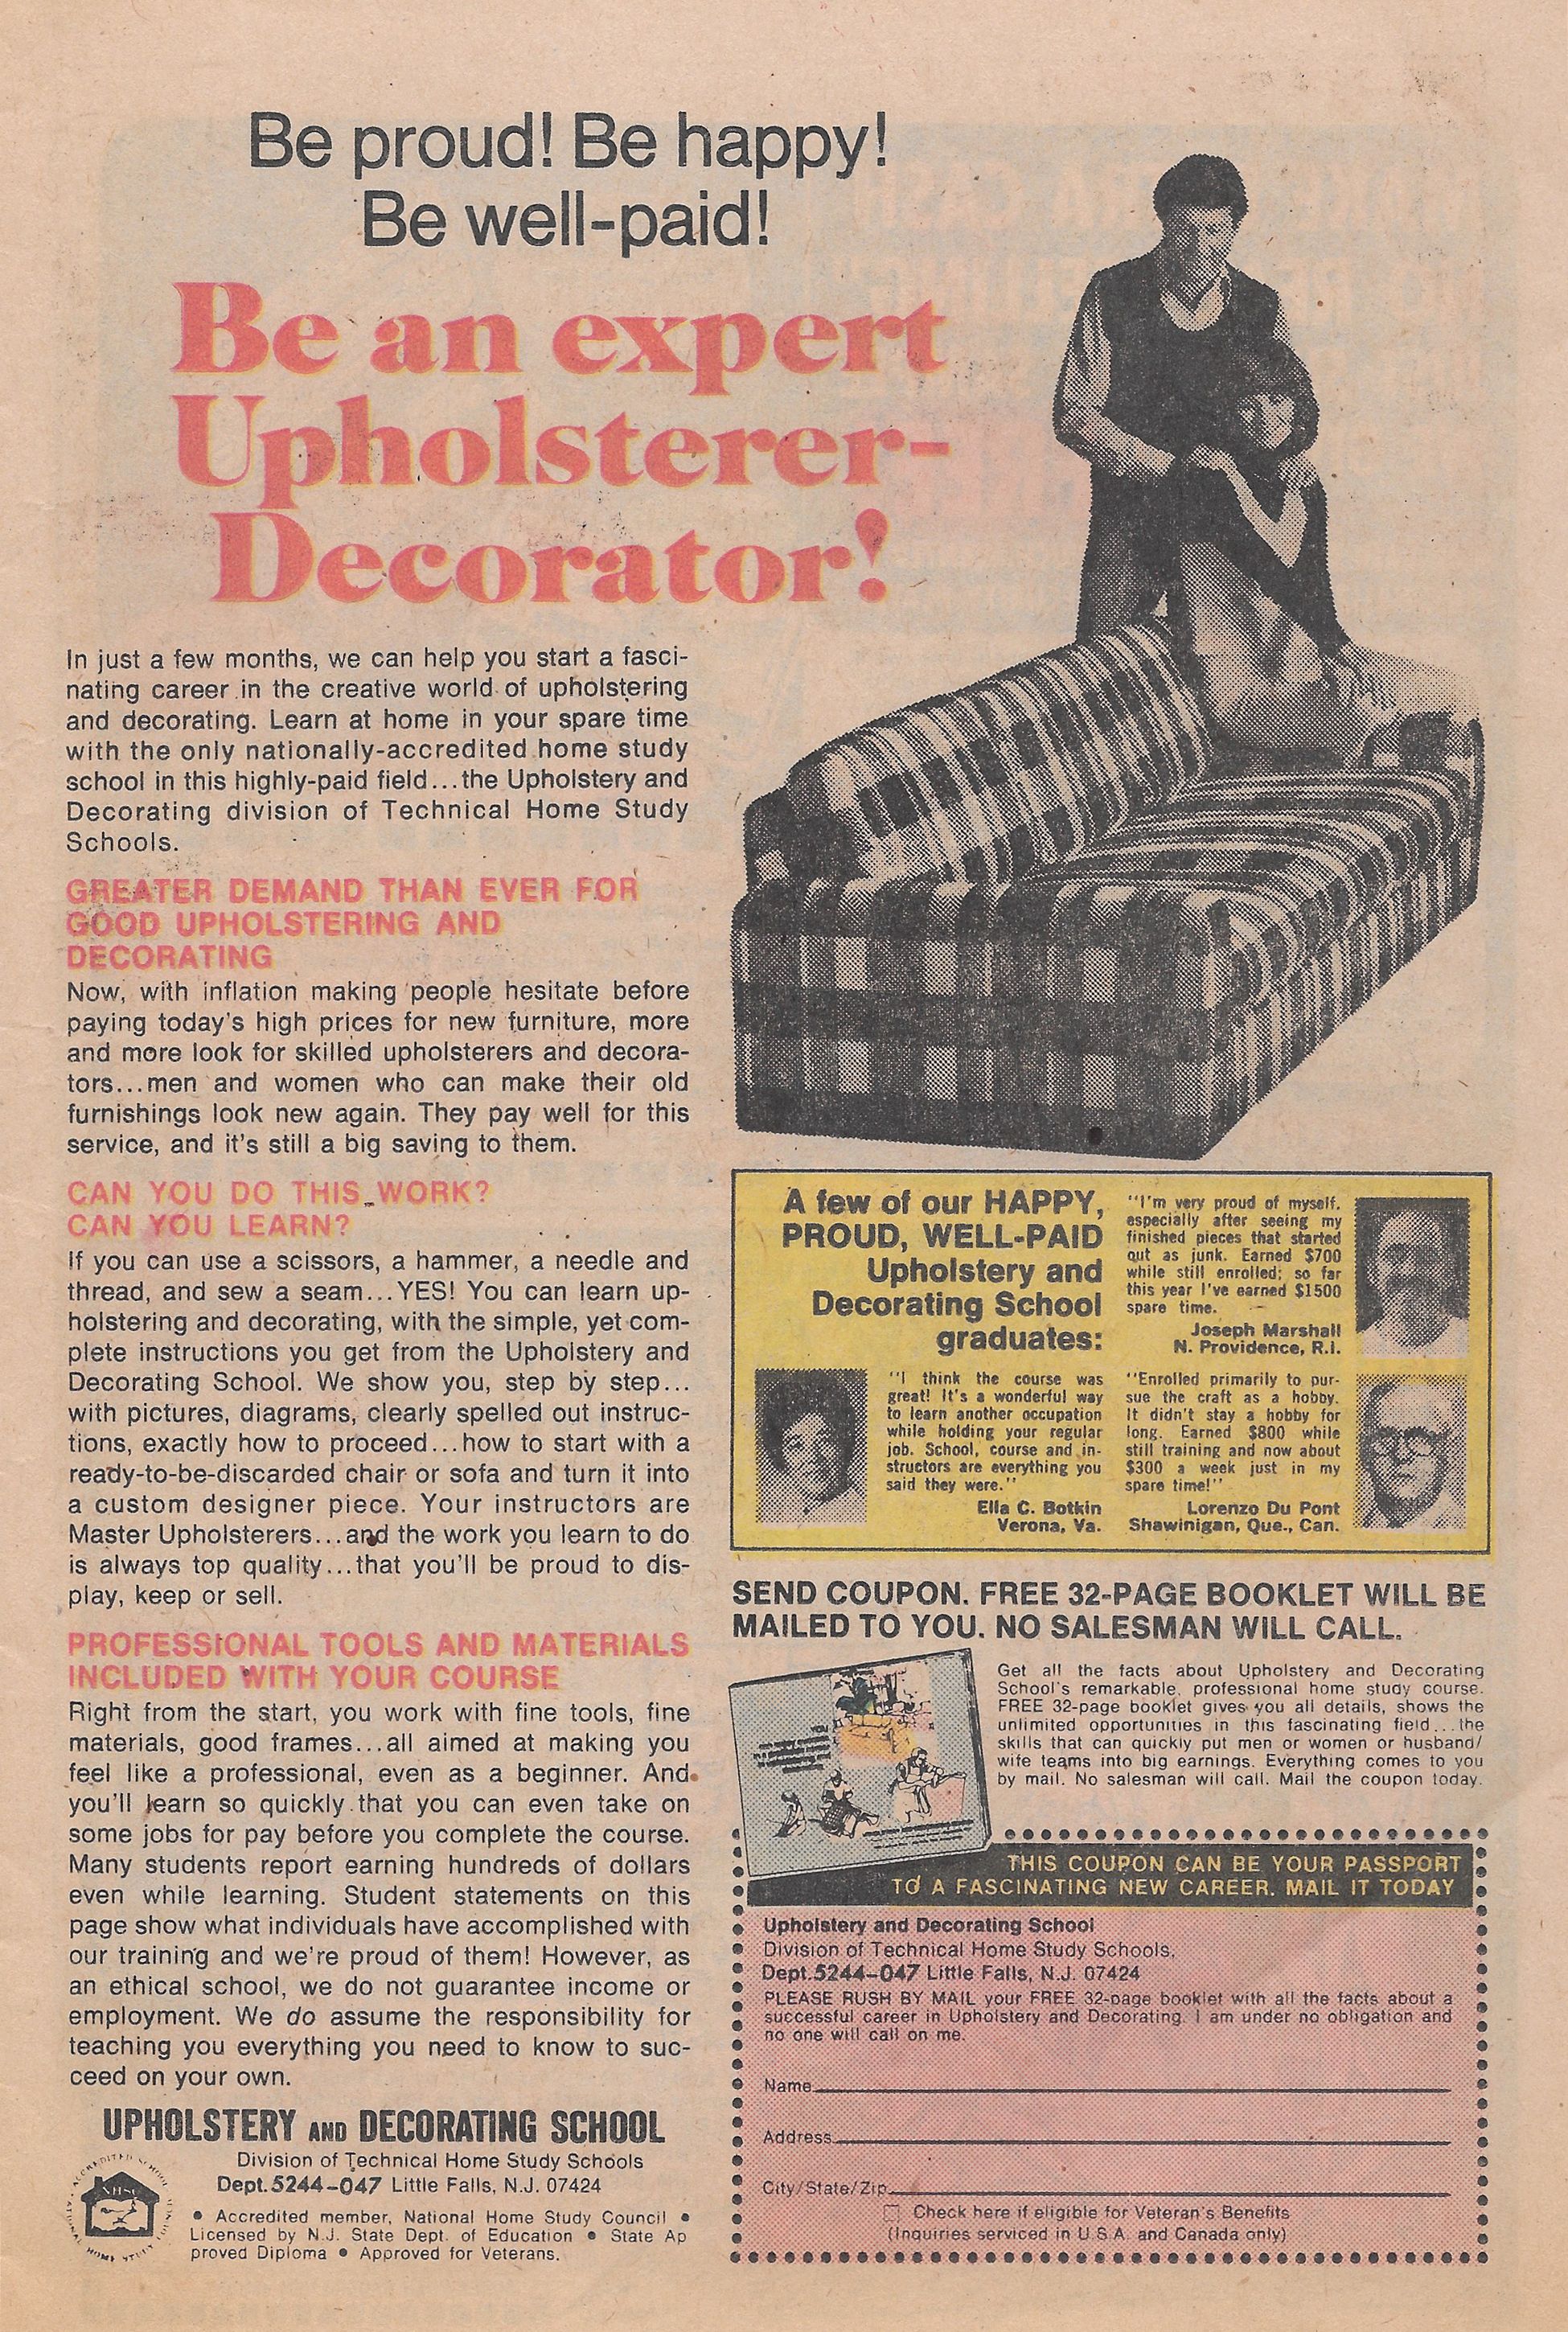 Be proud! Be happy!
Be well-paid!
Be an expert
Upholsterer-
Decorator!
In just a few months, we can help you start a fasci-
nating career in the creative world of upholstering
and decorating. Learn at home in your spare time
with the only nationally-accredited home study
school in this highly-paid field...the Upholstery and
Decorating division of Technical Home Study
Schools.
GREATER DEMAND THAN EVER FOR
GOOD UPHOLSTERING AND
DECORATING
Now, with inflation making people hesitate before
paying today's high prices for new furniture, more
and more look for skilled upholsterers and decora-
tors...men and women who can make their old
furnishings look new again. They pay well for this
service, and it's still a big saving to them.
CAN YOU DO THIS WORK?
CAN YOU LEARN?
If you can use a scissors, a hammer, a needle and
thread, and sew a seam...YES! You can learn up-
holstering and decorating, with the simple, yet com-
plete instructions you get from the Upholstery and
Decorating School. We show you, step by step...
with pictures, diagrams, clearly spelled out instruc-
tions, exactly how to proceed...how to start with a
ready-to-be-discarded chair or sofa and turn it into
a custom designer piece. Your instructors are
Master Upholsterers...and the work you learn to do
is always top quality...that you'll be proud to dis-
play, keep or sell.
PROFESSIONAL TOOLS AND MATERIALS
INCLUDED WITH YOUR COURSE
Right from the start, you work with fine tools, fine
materials, good frames...all aimed at making you
feel like a professional, even as a beginner. And
you'll learn so quickly that you can even take on
some jobs for pay before you complete the course.
Many students report earning hundreds of dollars
even while learning. Student statements on this
page show what individuals have accomplished with
our training and we're proud of them! However, as
an ethical school, we do not guarantee income or
employment. We do assume the responsibility for
teaching you everything you need to know to suc-
ceed on your own.
UPHOLSTERY AND DECORATING SCHOOL
Division of Technical Home Study Schools
Dept. 5244-047 Little Falls, N.J. 07424
• Accredited member, National Home Study Council •
Licensed by N.J. State Dept. of Education • State Ap
proved Diploma • Approved for Veterans.
A few of our HAPPY,
PROUD, WELL-PAID
Upholstery and
Decorating School
graduates:
"I'm very proud of myself,
especially after seeing my
finished pieces that started
out as junk. Earned $700
while still enrolled; so far
this year I've earned $1500
spare time.
Joseph Marshall
N. Providence, R.I.
"I think the course was
great! It's a wonderful way
to learn another occupation
while holding your regular
job. School, course and in-
structors are everything you
said they were."
Ella C. Botkin
Verona, Va.
"Enrolled primarily to pur-
sue the craft as a hobby.
It didn't stay a hobby for
long. Earned $800 while
still training and now about
$300 a week just in my
spare time!"
Lorenzo Du Pont
Shawinigan, Que., Can.
SEND COUPON. FREE 32-PAGE BOOKLET WILL BE
MAILED TO YOU. NO SALESMAN WILL CALL.
Get all the facts about Upholstery and Decorating
School's remarkable, professional home study course.
FREE 32-page booklet gives you all details, shows the
unlimited opportunities in this fascinating field...the
skills that can quickly put men or women or husband/
wife teams into big earnings. Everything comes to you
by mail. No salesman will call. Mail the coupon today.
THIS COUPON CAN BE YOUR PASSPORT
TO A FASCINATING NEW CAREER. MAIL IT TODAY
Upholstery and Decorating School
Division of Technical Home Study Schools,
Dept. 5244-047 Little Falls, N.J. 07424
PLEASE RUSH BY MAIL your FREE 32-page booklet with all the facts about a
successful career in Upholstery and Decorating. I am under no obligation and
no one will call on me.
Name
Address
City/State/Zip
Check here if eligible for Veteran's Benefits
(Inquiries serviced in U.S.A. and Canada only)